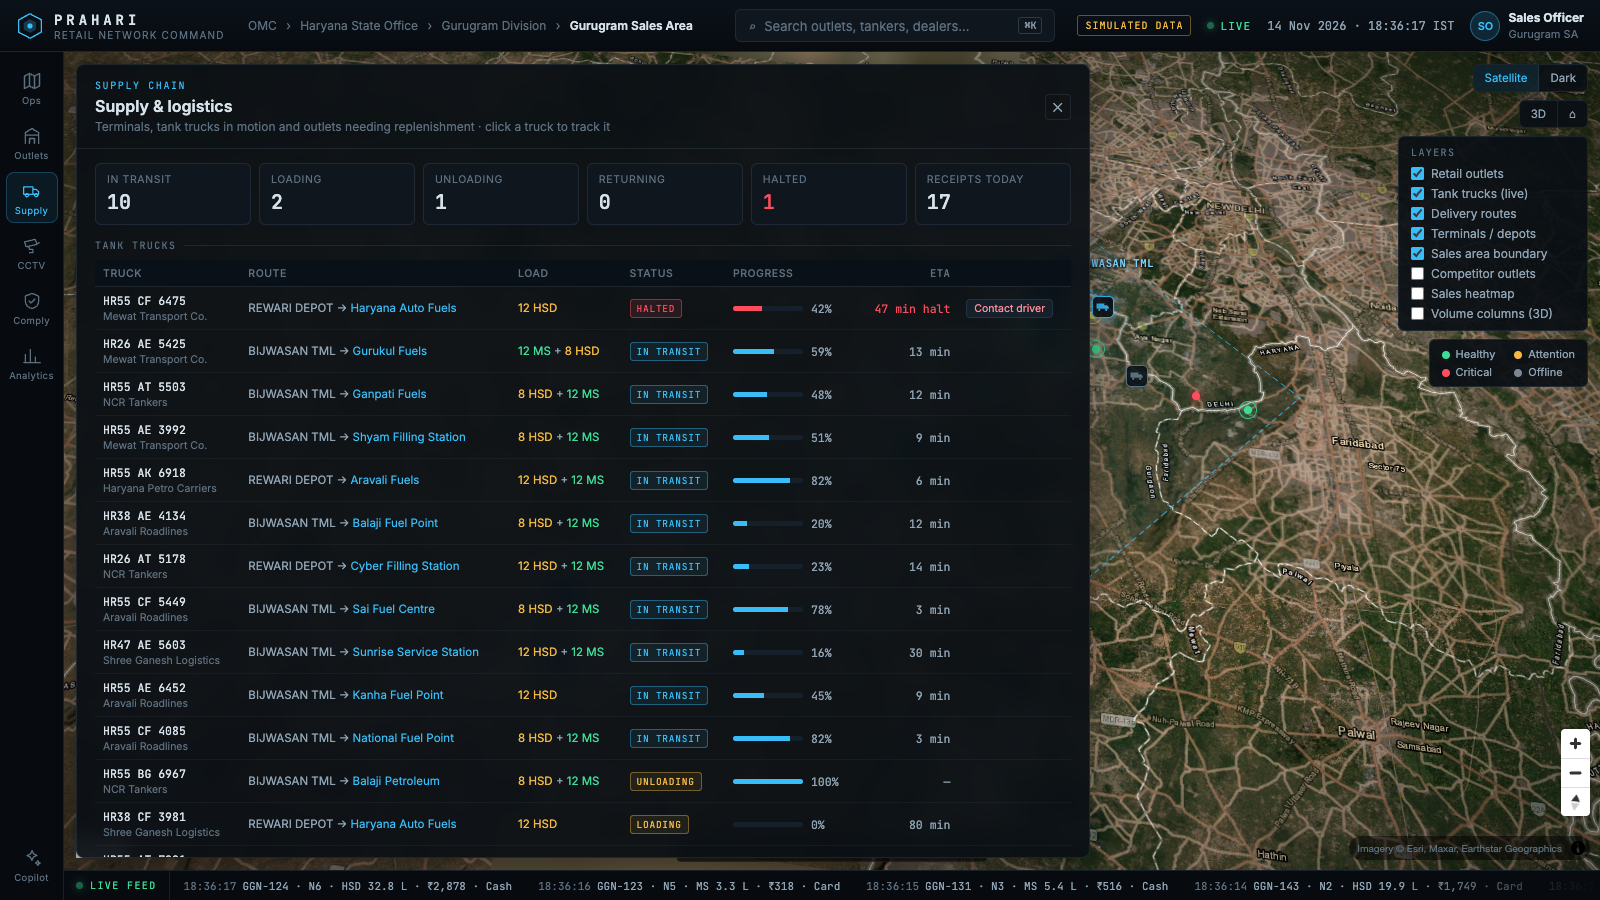 PRAHARI
RETAIL NETWORK COMMAND
OMC › Haryana State Office › Gurugram Division › Gurugram Sales Area
Search outlets, tankers, dealers... ⌘K
SIMULATED DATA
LIVE
14 Nov 2026 · 18:36:17 IST
SO
Sales Officer
Gurugram SA
Ops
Outlets
Supply
CCTV
Comply
Analytics
Copilot
SUPPLY CHAIN
Supply & logistics
Terminals, tank trucks in motion and outlets needing replenishment · click a truck to track it
IN TRANSIT 10
LOADING 2
UNLOADING 1
RETURNING 0
HALTED 1
RECEIPTS TODAY 17
TANK TRUCKS
TRUCK ROUTE LOAD STATUS PROGRESS ETA
HR55 CF 6475 REWARI DEPOT → Haryana Auto Fuels 12 HSD HALTED 42% 47 min halt Contact driver
Mewat Transport Co.
HR26 AE 5425 BIJWASAN TML → Gurukul Fuels 12 MS + 8 HSD IN TRANSIT 59% 13 min
Mewat Transport Co.
HR55 AT 5503 BIJWASAN TML → Ganpati Fuels 8 HSD + 12 MS IN TRANSIT 48% 12 min
NCR Tankers
HR55 AE 3992 BIJWASAN TML → Shyam Filling Station 8 HSD + 12 MS IN TRANSIT 51% 9 min
Mewat Transport Co.
HR55 AK 6918 REWARI DEPOT → Aravali Fuels 12 HSD + 12 MS IN TRANSIT 82% 6 min
Haryana Petro Carriers
HR38 AE 4134 BIJWASAN TML → Balaji Fuel Point 8 HSD + 12 MS IN TRANSIT 20% 12 min
Aravali Roadlines
HR26 AT 5178 REWARI DEPOT → Cyber Filling Station 12 HSD + 12 MS IN TRANSIT 23% 14 min
NCR Tankers
HR55 CF 5449 BIJWASAN TML → Sai Fuel Centre 8 HSD + 12 MS IN TRANSIT 78% 3 min
Aravali Roadlines
HR47 AE 5603 BIJWASAN TML → Sunrise Service Station 12 HSD + 12 MS IN TRANSIT 16% 30 min
Shree Ganesh Logistics
HR55 AE 6452 BIJWASAN TML → Kanha Fuel Point 12 HSD IN TRANSIT 45% 9 min
Aravali Roadlines
HR55 CF 4085 BIJWASAN TML → National Fuel Point 8 HSD + 12 MS IN TRANSIT 82% 3 min
Aravali Roadlines
HR55 BG 6967 BIJWASAN TML → Balaji Petroleum 8 HSD + 12 MS UNLOADING 100% —
NCR Tankers
HR38 CF 3981 REWARI DEPOT → Haryana Auto Fuels 12 HSD LOADING 0% 80 min
Shree Ganesh Logistics
Satellite Dark
3D
LAYERS
Retail outlets
Tank trucks (live)
Delivery routes
Terminals / depots
Sales area boundary
Competitor outlets
Sales heatmap
Volume columns (3D)
Healthy Attention
Critical Offline
NEW DELHI
WASAN TML
HARYANA
DELHI
Faridabad
Sector 75
Gurgaon
Faridabad
Palwal
Piyala
Mewat
Faridabad
Nuh-Palwal Road
KMP Expressway
Rajeev Nagar
Palwal
Samsabad
Hathin
Imagery © Esri, Maxar, Earthstar Geographics
LIVE FEED
18:36:17 GGN-124 · N6 · HSD 32.8 L · ₹2,878 · Cash
18:36:16 GGN-123 · N5 · MS 3.3 L · ₹318 · Card
18:36:15 GGN-131 · N3 · MS 5.4 L · ₹516 · Cash
18:36:14 GGN-143 · N2 · HSD 19.9 L · ₹1,749 · Card